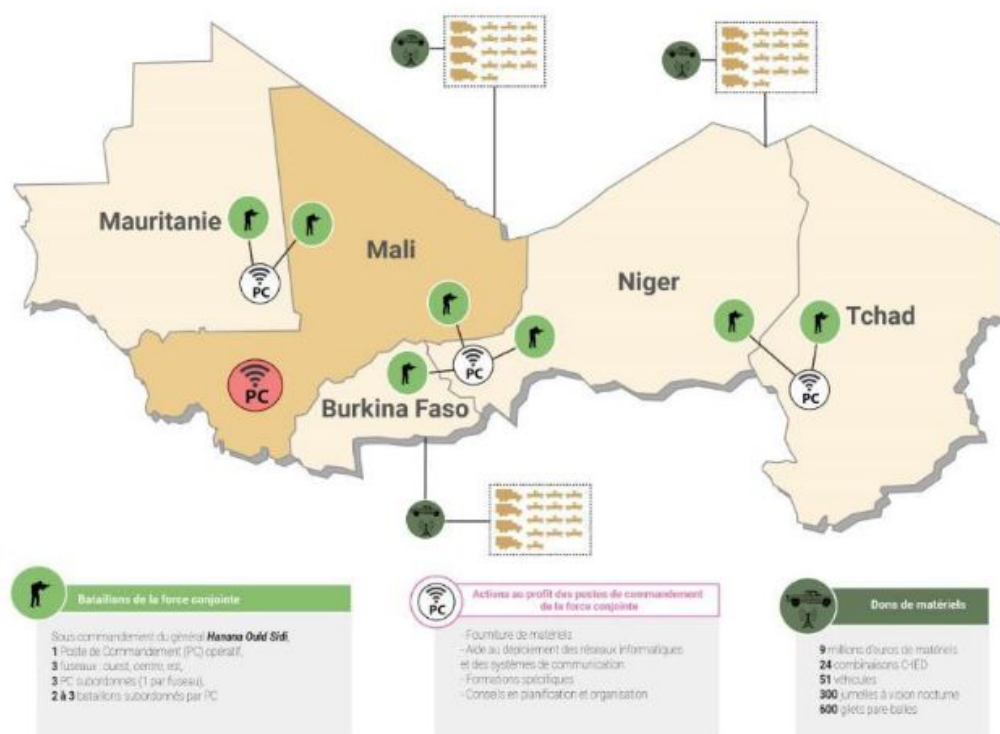 Mauritanie
Mali
Niger
Tchad
PC
PC
PC
PC
Burkina Faso
Bataillons de la force conjointe
Sous commandement du général Hanana Ould Sidi,
1 Poste de Commandement (PC) opératif,
3 fuseaux : ouest, centre, est,
3 PC subordonnés (1 par fuseau),
2 à 3 bataillons subordonnés par PC
PC
Actions au profit des postes de commandement
de la force conjointe
- Fourniture de matériels
- Aide au déploiement des réseaux informatiques
et des systèmes de communication
- Formations spécifiques
- Conseils en planification et organisation
Dons de matériels
9 millions d'euros de matériels
24 combinaisons C-IED
51 véhicules
300 jumelles à vision nocturne
600 gilets pare-balles